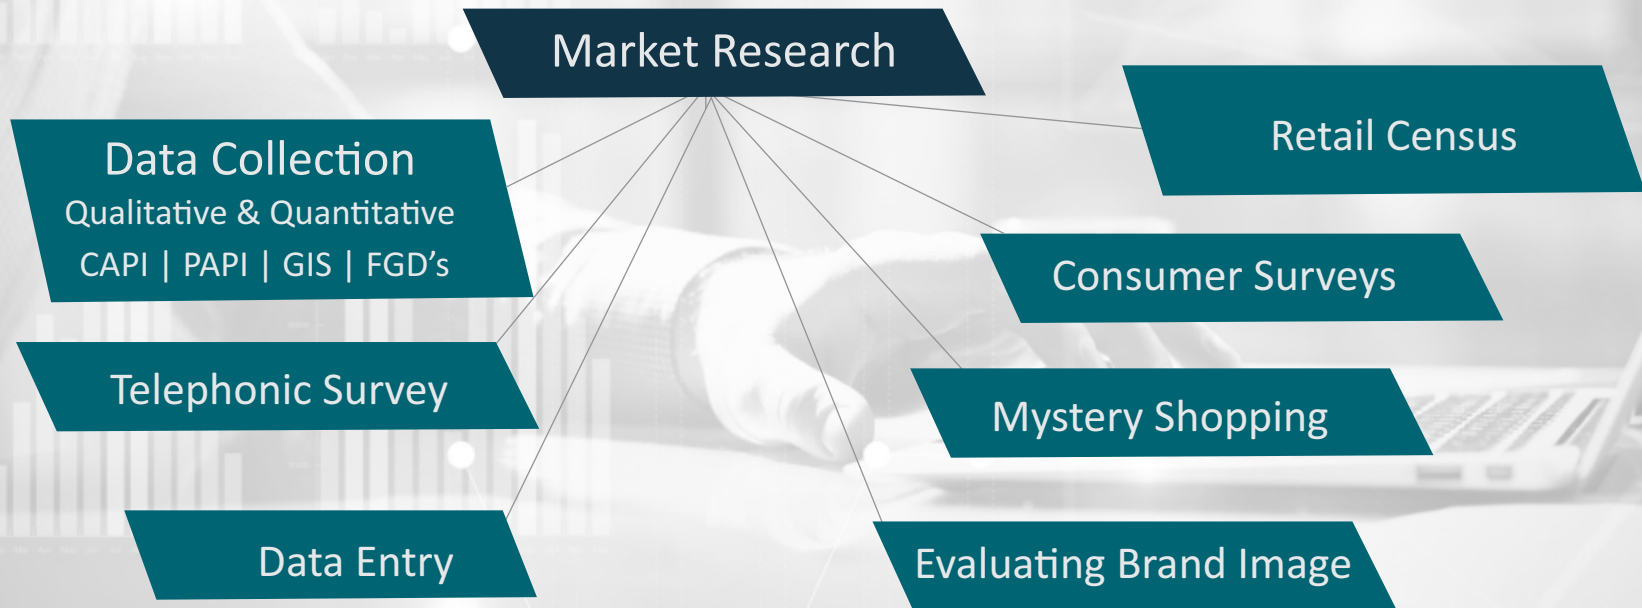 Market Research
Data Collection
Qualitative & Quantitative
CAPI | PAPI | GIS | FGD’s
Telephonic Survey
Data Entry
Retail Census
Consumer Surveys
Mystery Shopping
Evaluating Brand Image